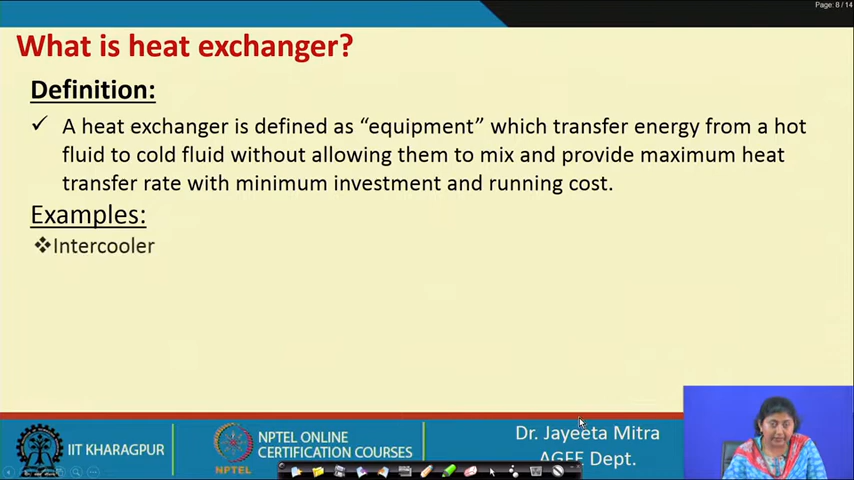 Page: 8 / 14
What is heat exchanger?
Definition:
✓ A heat exchanger is defined as “equipment” which transfer energy from a hot
fluid to cold fluid without allowing them to mix and provide maximum heat
transfer rate with minimum investment and running cost.
Examples:
❖Intercooler
IIT KHARAGPUR
NPTEL
NPTEL ONLINE
CERTIFICATION COURSES
Dr. Jayeeta Mitra
AGFE Dept.